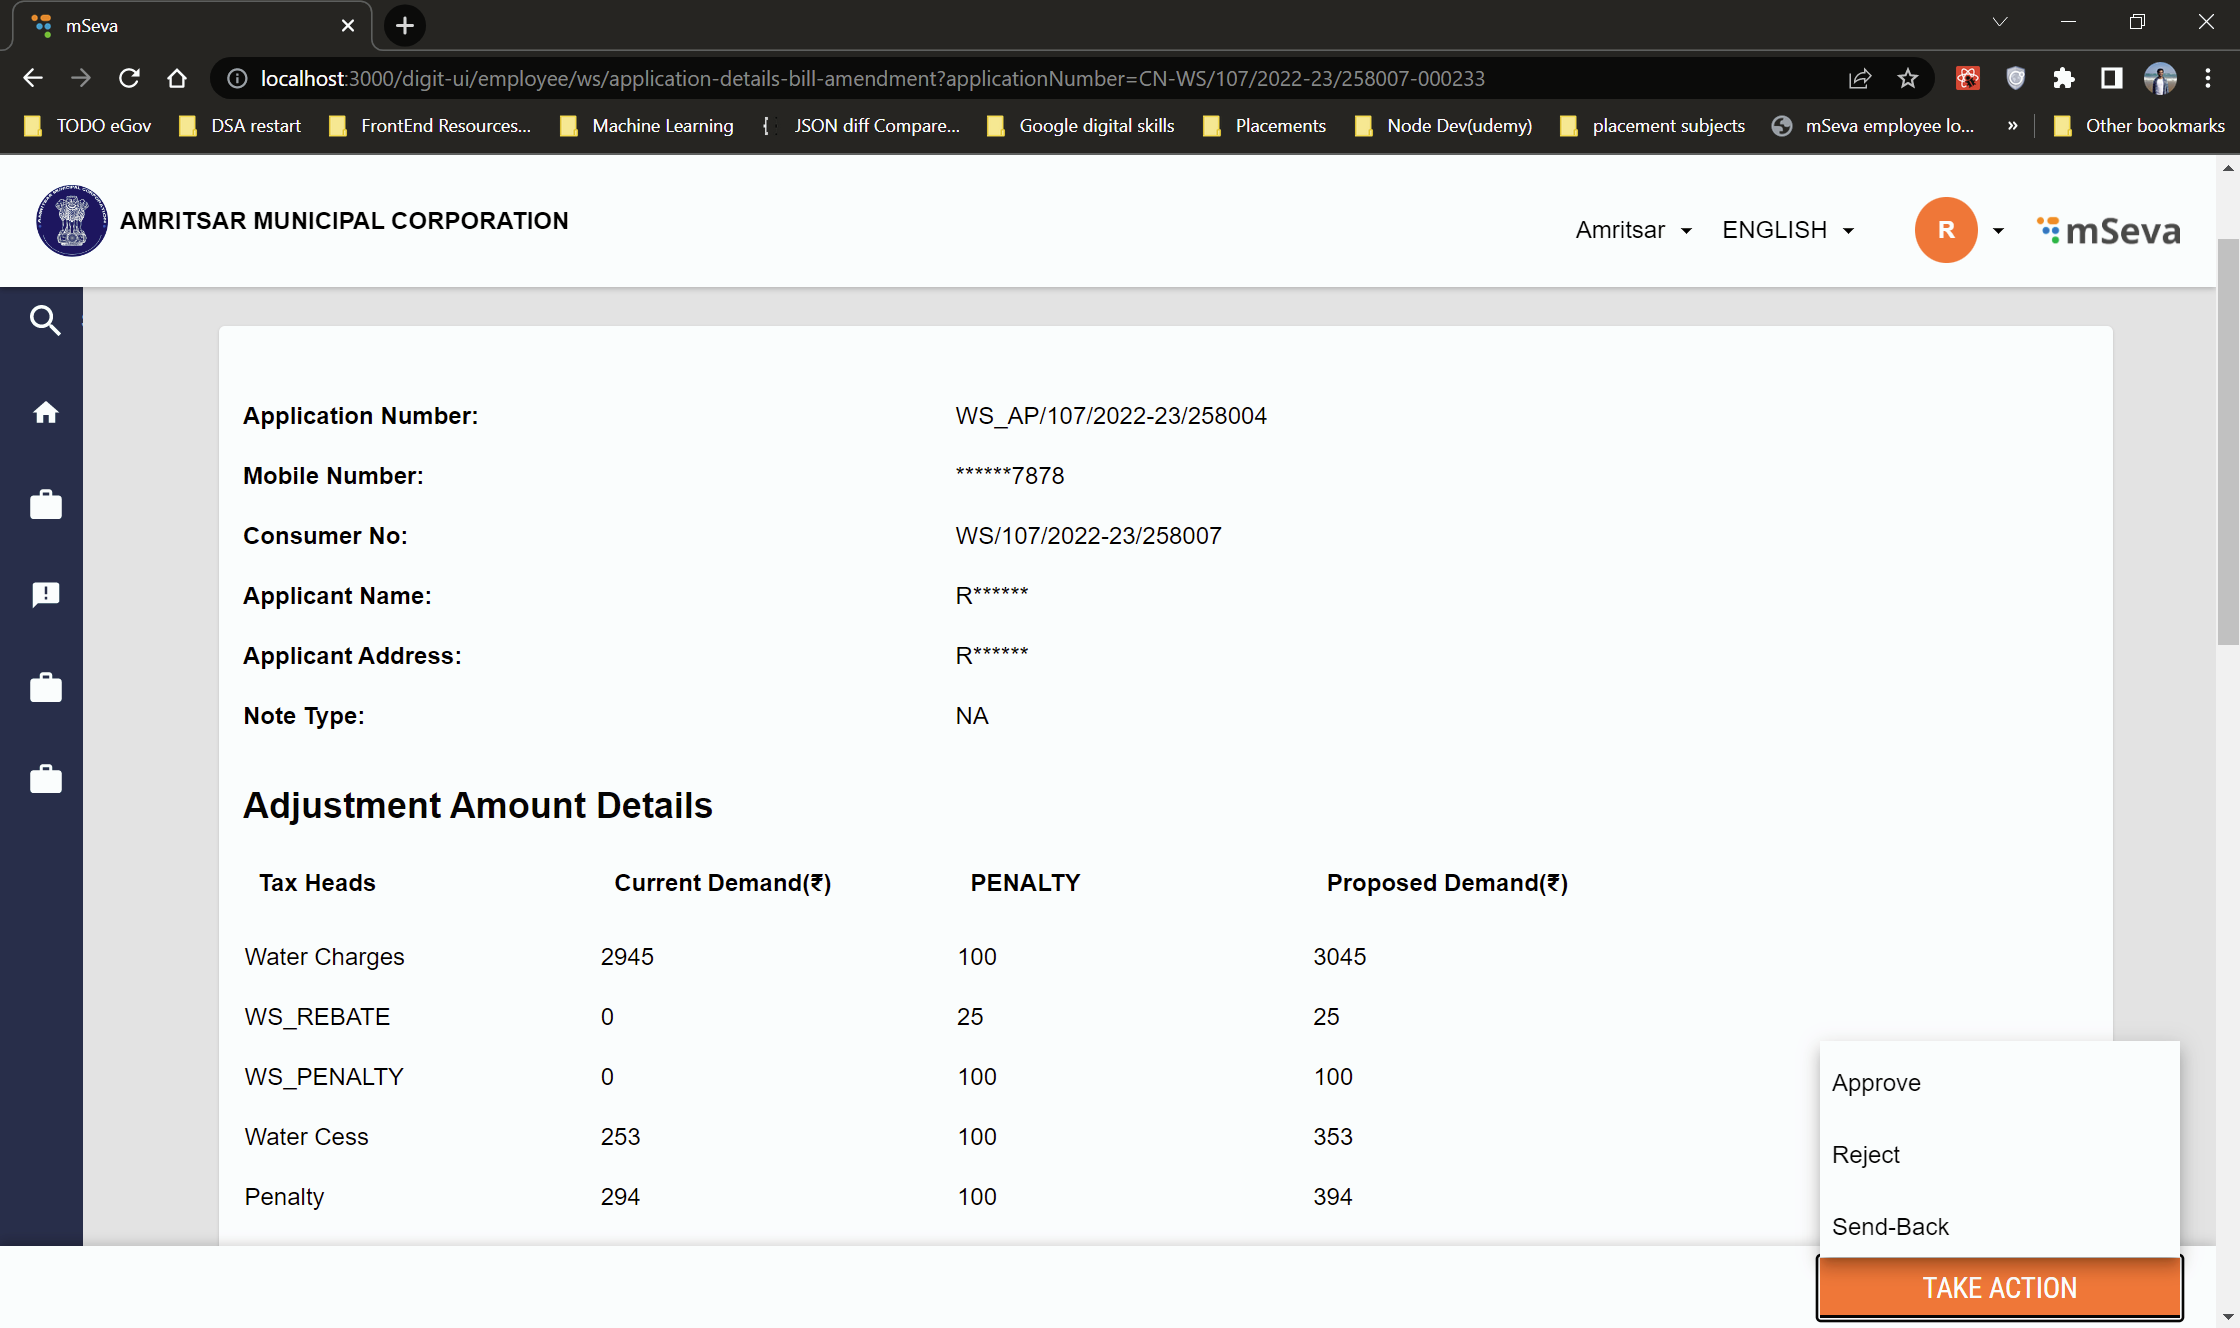 mSeva
localhost:3000/digit-ui/employee/ws/application-details-bill-amendment?applicationNumber=CN-WS/107/2022-23/258007-000233
TODO eGov DSA restart FrontEnd Resources... Machine Learning JSON diff Compare... Google digital skills Placements Node Dev(udemy) placement subjects mSeva employee lo... » Other bookmarks
AMRITSAR MUNICIPAL CORPORATION Amritsar ENGLISH R mSeva
Application Number: WS_AP/107/2022-23/258004
Mobile Number: ******7878
Consumer No: WS/107/2022-23/258007
Applicant Name: R******
Applicant Address: R******
Note Type: NA
Adjustment Amount Details
Tax Heads Current Demand(₹) PENALTY Proposed Demand(₹)
Water Charges 2945 100 3045
WS_REBATE 0 25 25
WS_PENALTY 0 100 100
Water Cess 253 100 353
Penalty 294 100 394
Approve
Reject
Send-Back
TAKE ACTION